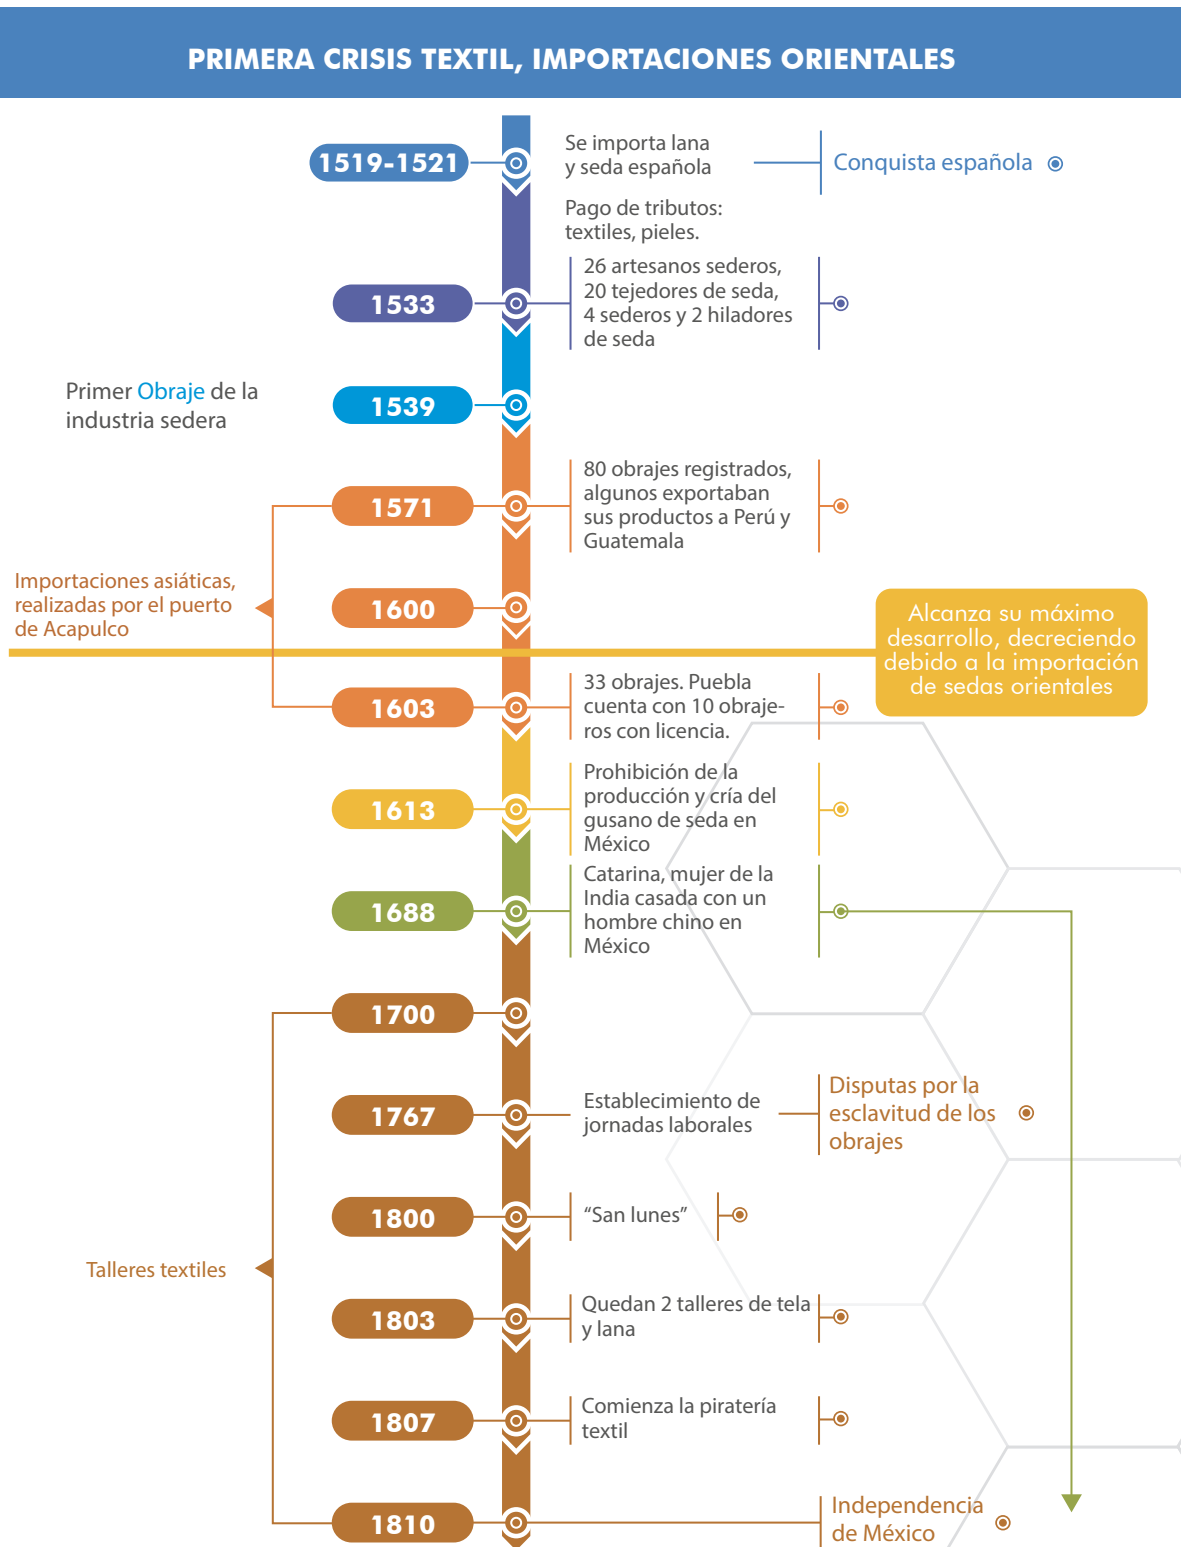 PRIMERA CRISIS TEXTIL, IMPORTACIONES ORIENTALES
1519-1521
Se importa lana
y seda española
Conquista española
Pago de tributos:
textiles, pieles.
1533
26 artesanos sederos,
20 tejedores de seda,
4 sederos y 2 hiladores
de seda
Primer Obraje de la
industria sedera
1539
1571
80 obrajes registrados,
algunos exportaban
sus productos a Perú y
Guatemala
Importaciones asiáticas,
realizadas por el puerto
de Acapulco
1600
Alcanza su máximo
desarrollo, decreciendo
debido a la importación
de sedas orientales
1603
33 obrajes. Puebla
cuenta con 10 obraje-
ros con licencia.
1613
Prohibición de la
producción y cría del
gusano de seda en
México
1688
Catarina, mujer de la
India casada con un
hombre chino en
México
1700
1767
Establecimiento de
jornadas laborales
Disputas por la
esclavitud de los
obrajes
1800
“San lunes”
Talleres textiles
1803
Quedan 2 talleres de tela
y lana
1807
Comienza la piratería
textil
1810
Independencia
de México